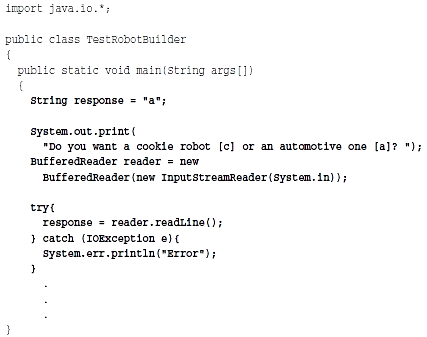 import java.io.*;

public class TestRobotBuilder
{
  public static void main(String args[])
  {
    String response = "a";

    System.out.print(
      "Do you want a cookie robot [c] or an automotive one [a]? ");
    BufferedReader reader = new
      BufferedReader(new InputStreamReader(System.in));

    try{
      response = reader.readLine();
    } catch (IOException e){
      System.err.println("Error");
    }
      .
      .
      .
}